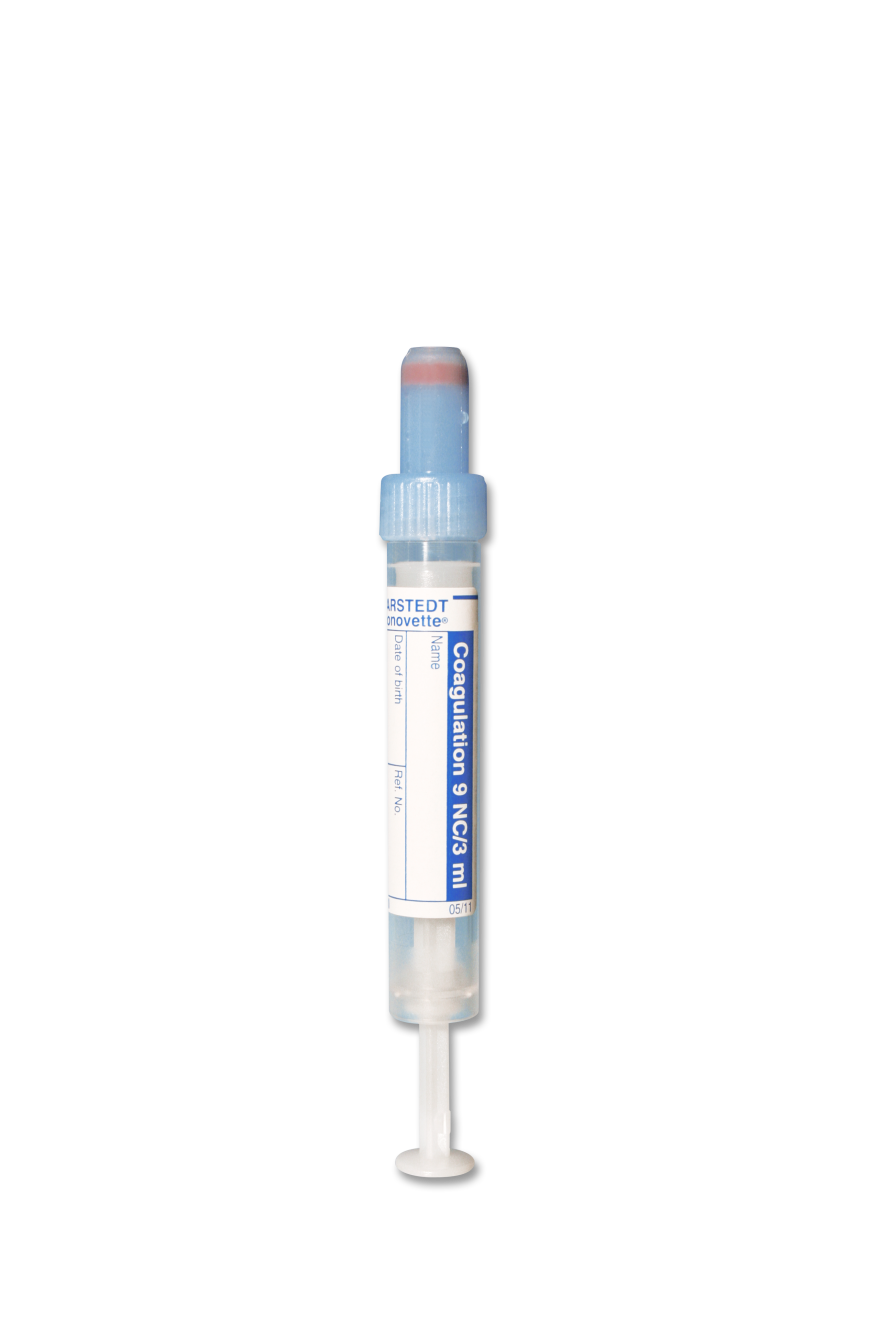 ARSTEDT
onovette®
Coagulation 9 NC/3 ml
Name
Date of birth
Ref. No.
05/11